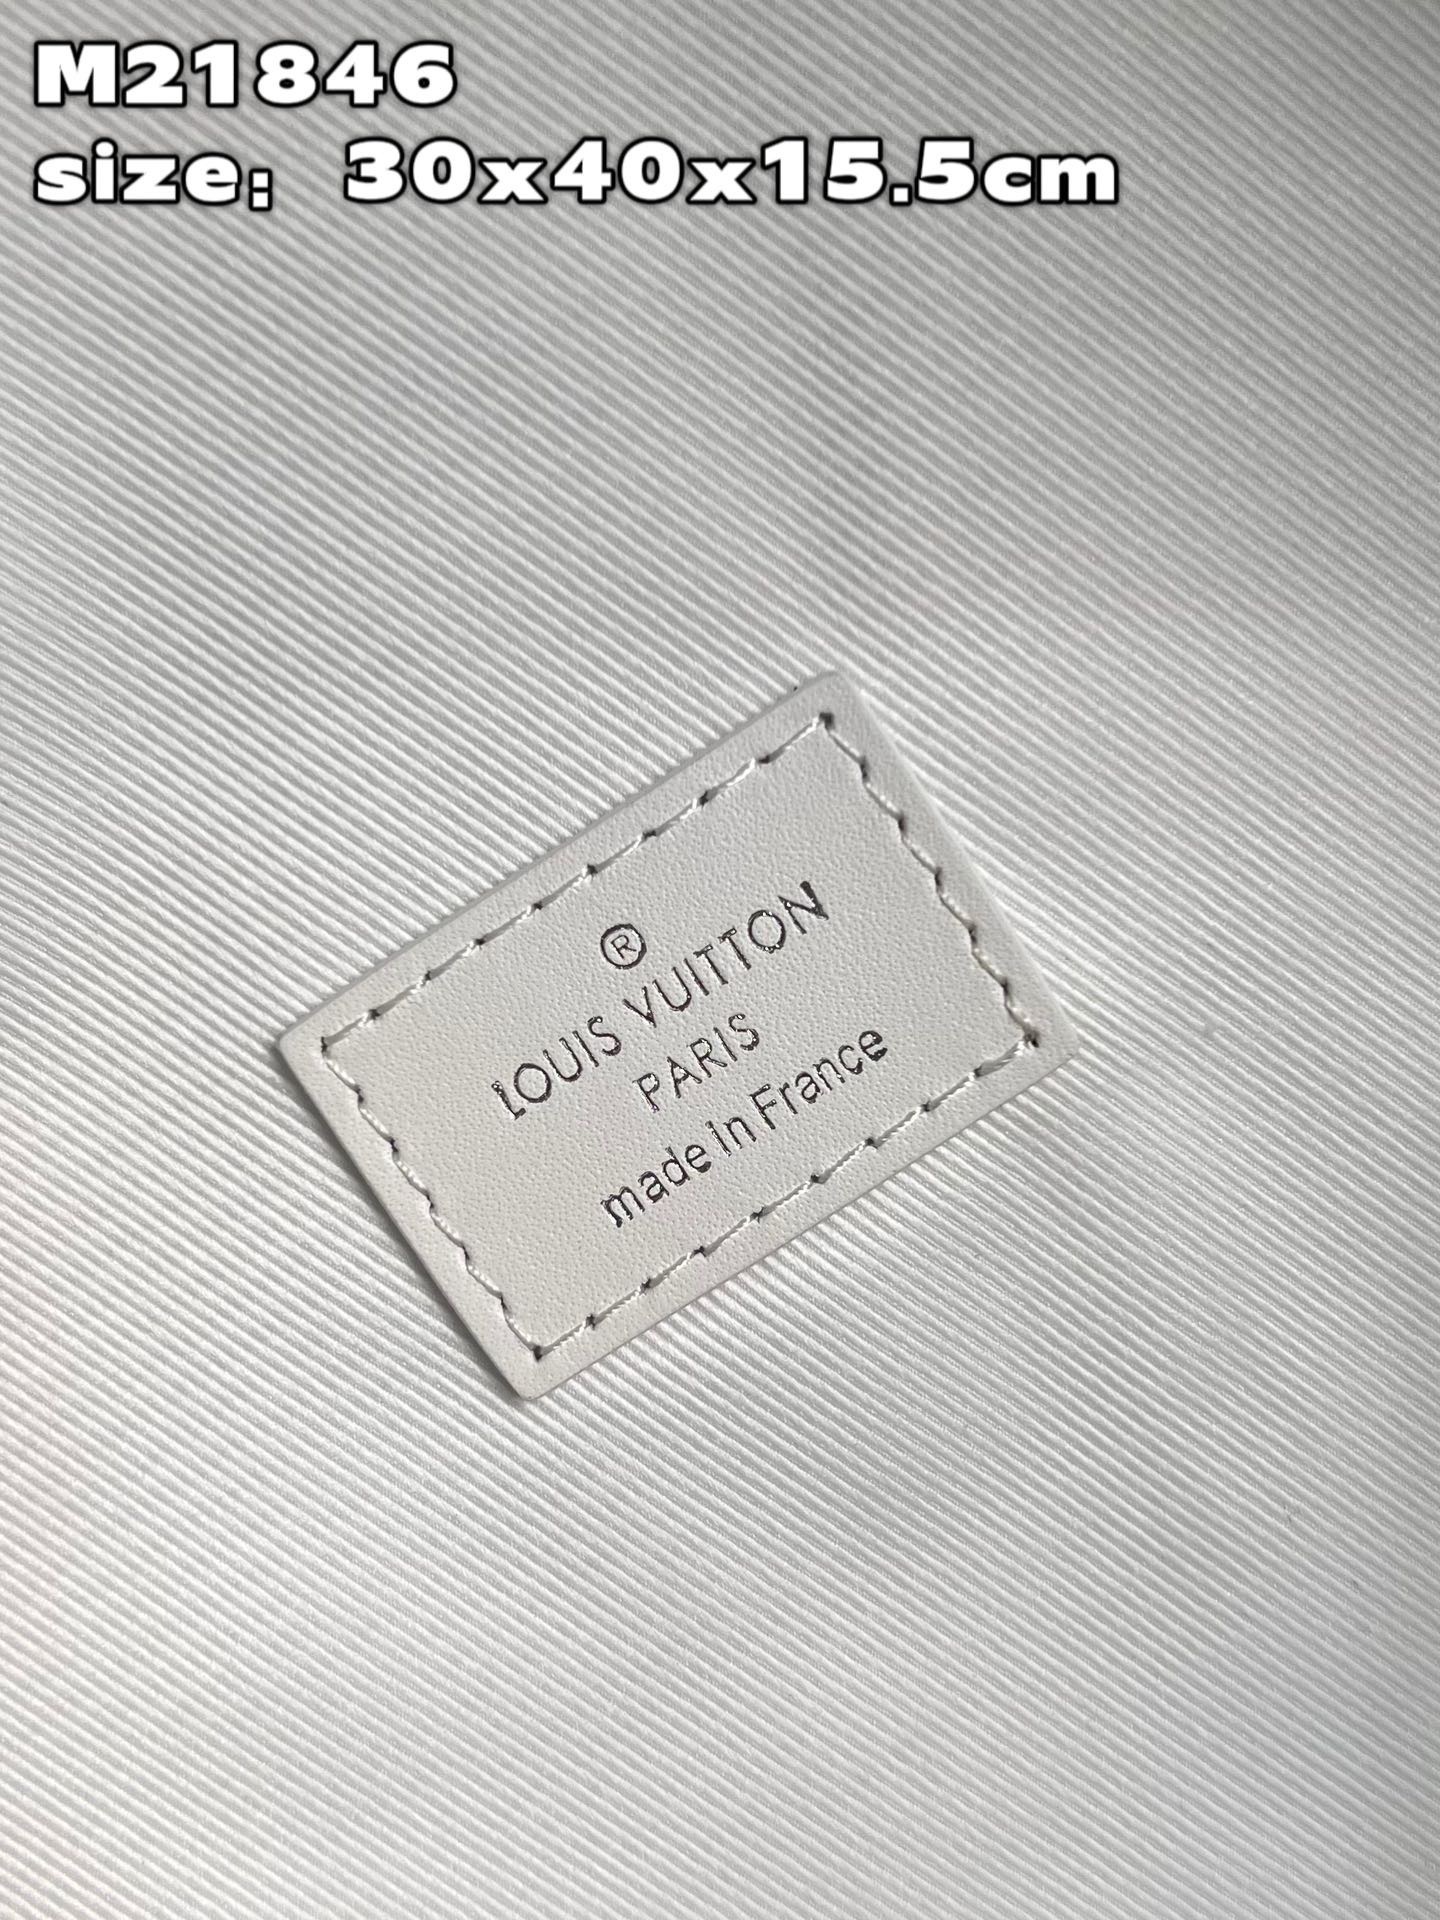 M21846
size： 30x40x15.5cm
®
LOUIS VUITTON
PARIS
made in France